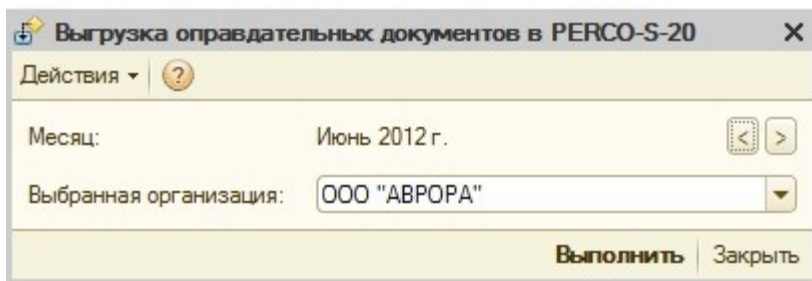 Выгрузка оправдательных документов в PERCO-S-20
Действия ?
Месяц: Июнь 2012 г. < >
Выбранная организация: ООО "АВРОРА"
Выполнить Закрыть